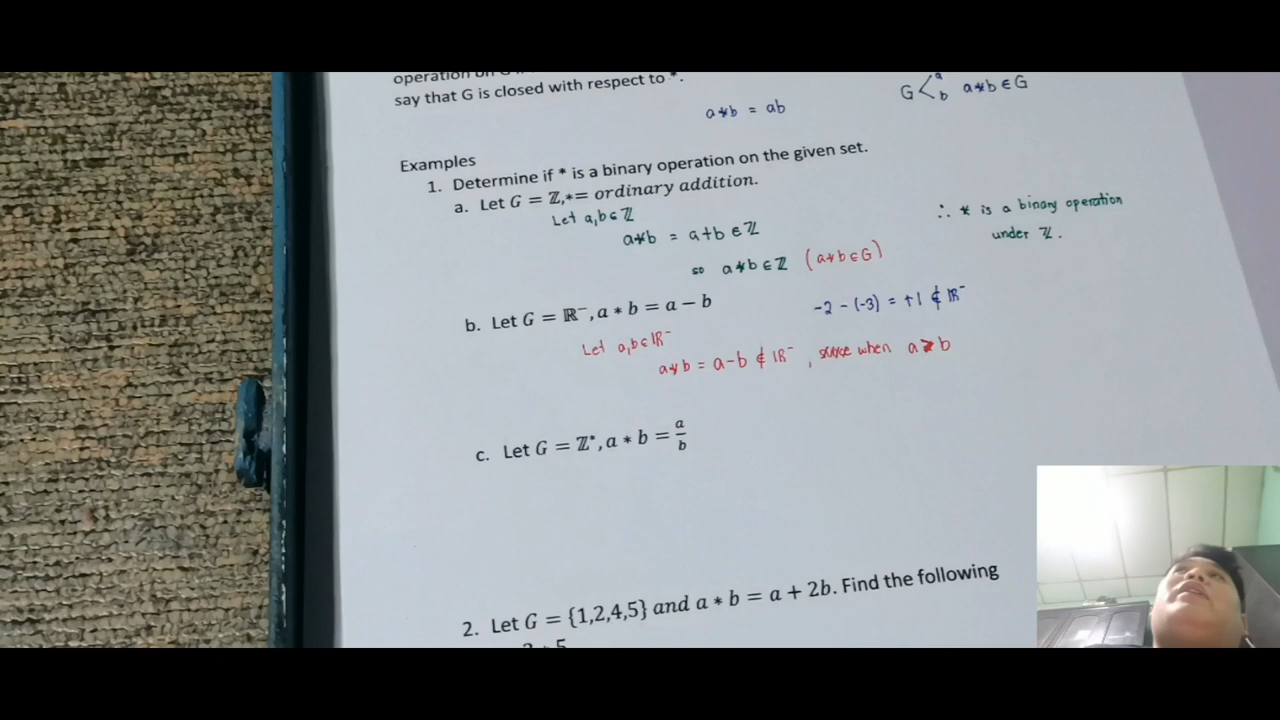 operation on G
say that G is closed with respect to *.
a*b = ab
G < a b a*b ∈ G
Examples
1. Determine if * is a binary operation on the given set.
a. Let G = ℤ,*= ordinary addition.
Let a,b ∈ ℤ
a*b = a+b ∈ ℤ
so a*b ∈ ℤ (a*b ∈ G)
∴ * is a binary operation
under ℤ.
b. Let G = ℝ⁻, a * b = a − b
-2 - (-3) = +1 ∉ ℝ⁻
Let a,b ∈ ℝ⁻
a*b = a-b ∉ ℝ⁻, since when a > b
c. Let G = ℤ*, a * b = a/b
2. Let G = {1,2,4,5} and a * b = a + 2b. Find the following